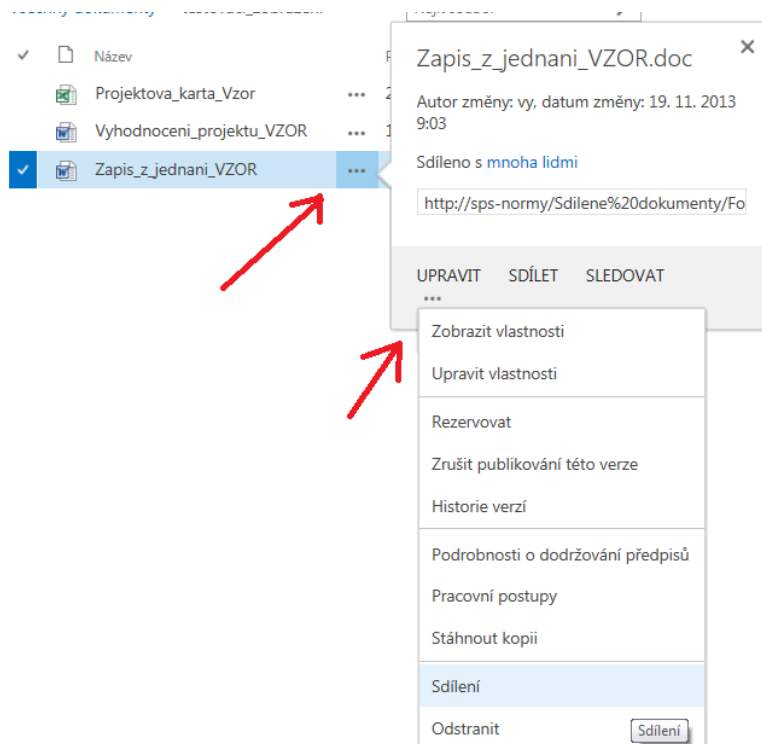 Název
Projektova_karta_Vzor ...
Vyhodnoceni_projektu_VZOR ...
Zapis_z_jednani_VZOR ...
Zapis_z_jednani_VZOR.doc
Autor změny: vy, datum změny: 19. 11. 2013
9:03
Sdíleno s mnoha lidmi
http://sps-normy/Sdilene%20dokumenty/Fo
UPRAVIT SDÍLET SLEDOVAT
...
Zobrazit vlastnosti
Upravit vlastnosti
Rezervovat
Zrušit publikování této verze
Historie verzí
Podrobnosti o dodržování předpisů
Pracovní postupy
Stáhnout kopii
Sdílení
Odstranit
Sdílení